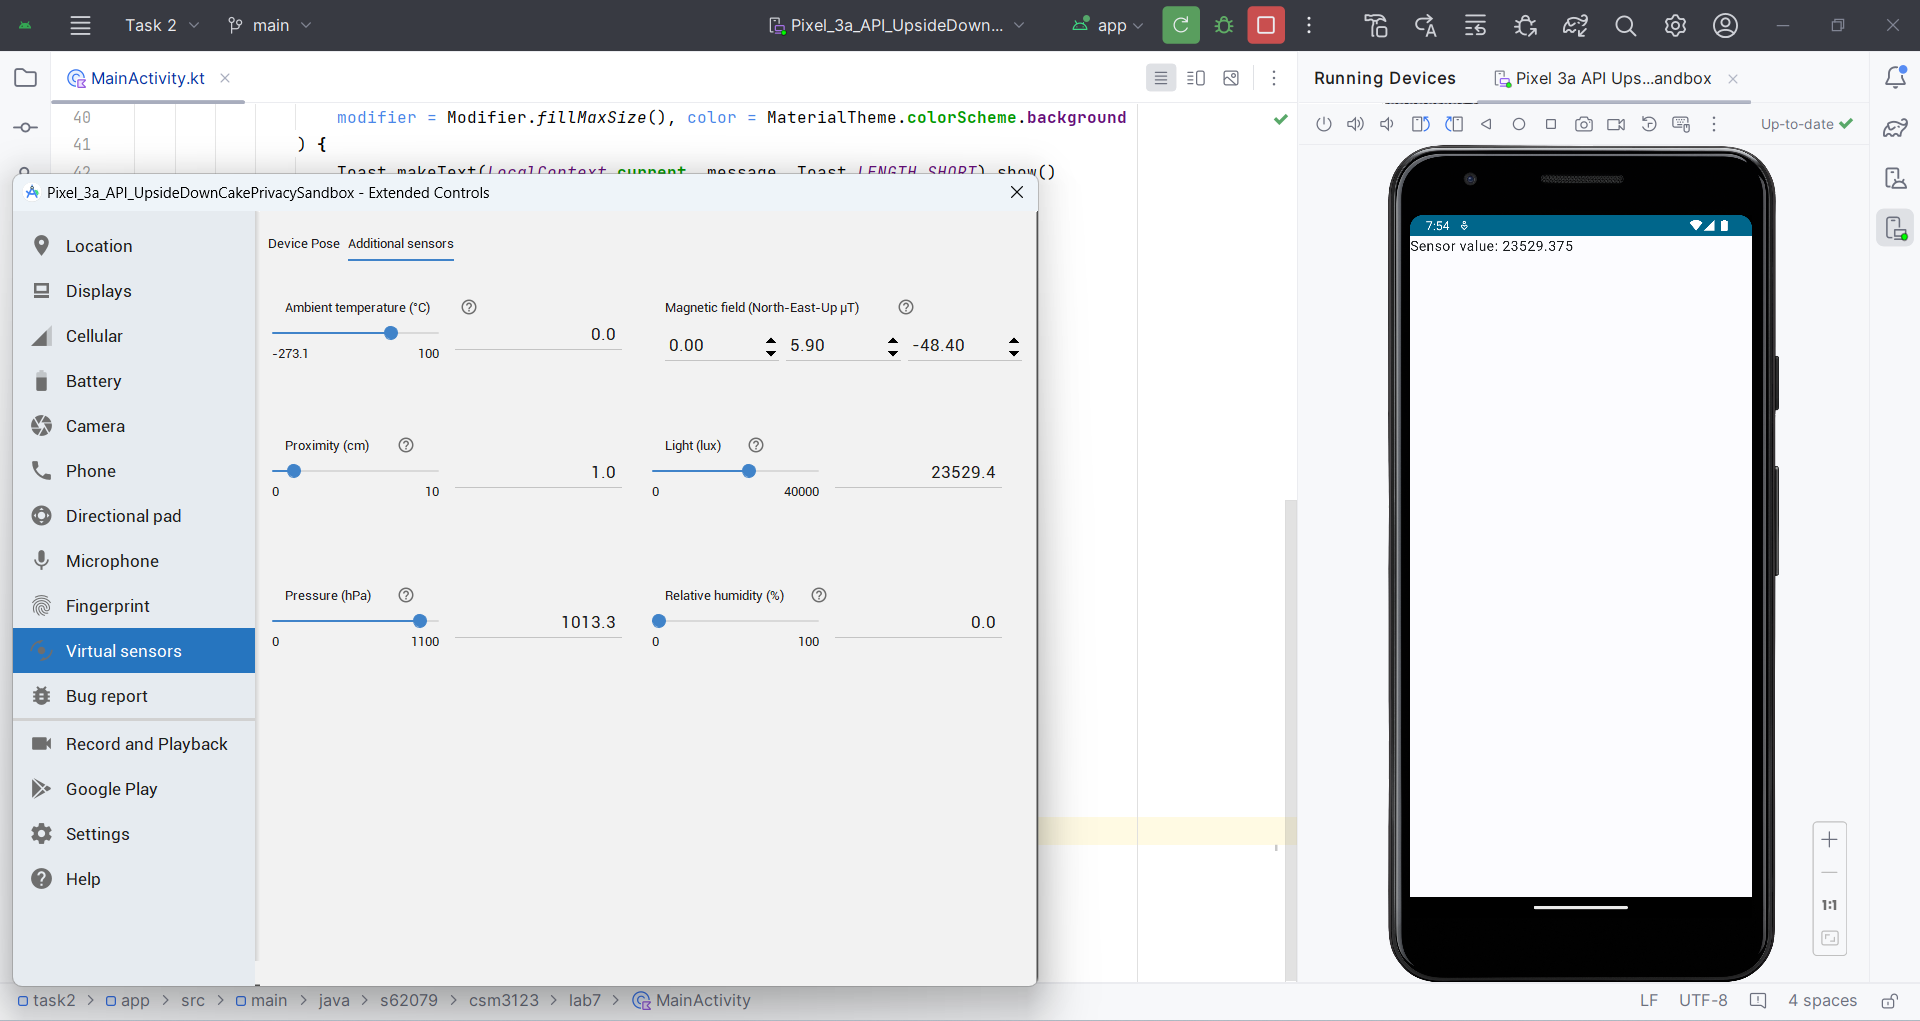 Task 2
main
Pixel_3a_API_UpsideDown...
app
MainActivity.kt
Running Devices
Pixel 3a API Ups...andbox
40 modifier = Modifier.fillMaxSize(), color = MaterialTheme.colorScheme.background
41 ) {
42 Toast.makeText(LocalContext.current, message, Toast.LENGTH_SHORT).show()
Up-to-date
Pixel_3a_API_UpsideDownCakePrivacySandbox - Extended Controls
Location
Displays
Cellular
Battery
Camera
Phone
Directional pad
Microphone
Fingerprint
Virtual sensors
Bug report
Record and Playback
Google Play
Settings
Help
Device Pose Additional sensors
Ambient temperature (°C)
0.0
-273.1 100
Magnetic field (North-East-Up µT)
0.00 5.90 -48.40
Proximity (cm)
1.0
0 10
Light (lux)
23529.4
0 40000
Pressure (hPa)
1013.3
0 1100
Relative humidity (%)
0.0
0 100
7:54
Sensor value: 23529.375
1:1
task2 > app > src > main > java > s62079 > csm3123 > lab7 > MainActivity
LF UTF-8 4 spaces